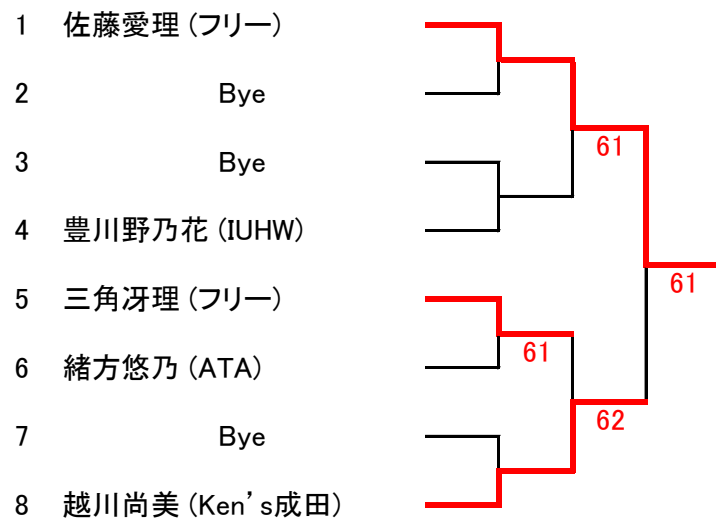 1 佐藤愛理 (フリー)
2 Bye
61
3 Bye
4 豊川野乃花 (IUHW)
61
5 三角冴理 (フリー)
61
6 緒方悠乃 (ATA)
62
7 Bye
8 越川尚美 (Ken's成田)